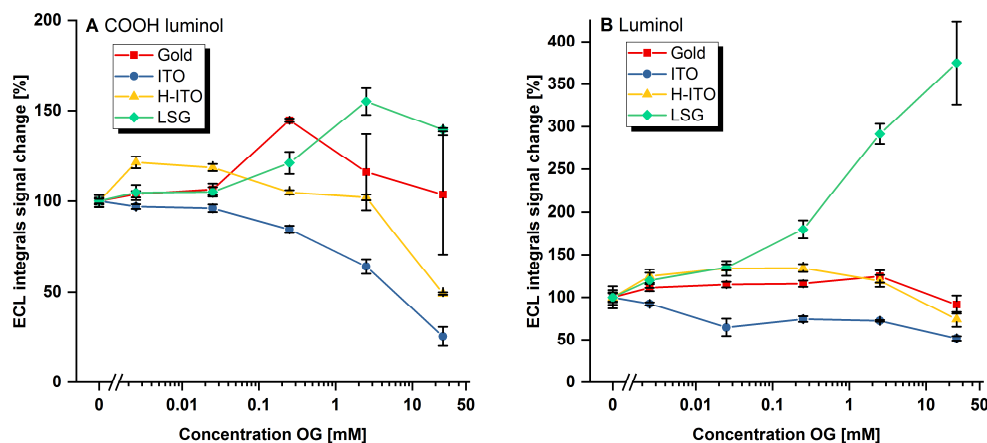 A COOH luminol
Gold
ITO
H-ITO
LSG
ECL integrals signal change [%]
200
150
100
50
0
0
0.01
0.1
1
10
50
Concentration OG [mM]
B Luminol
Gold
ITO
H-ITO
LSG
ECL integrals signal change [%]
400
350
300
250
200
150
100
50
0
0
0.01
0.1
1
10
50
Concentration OG [mM]